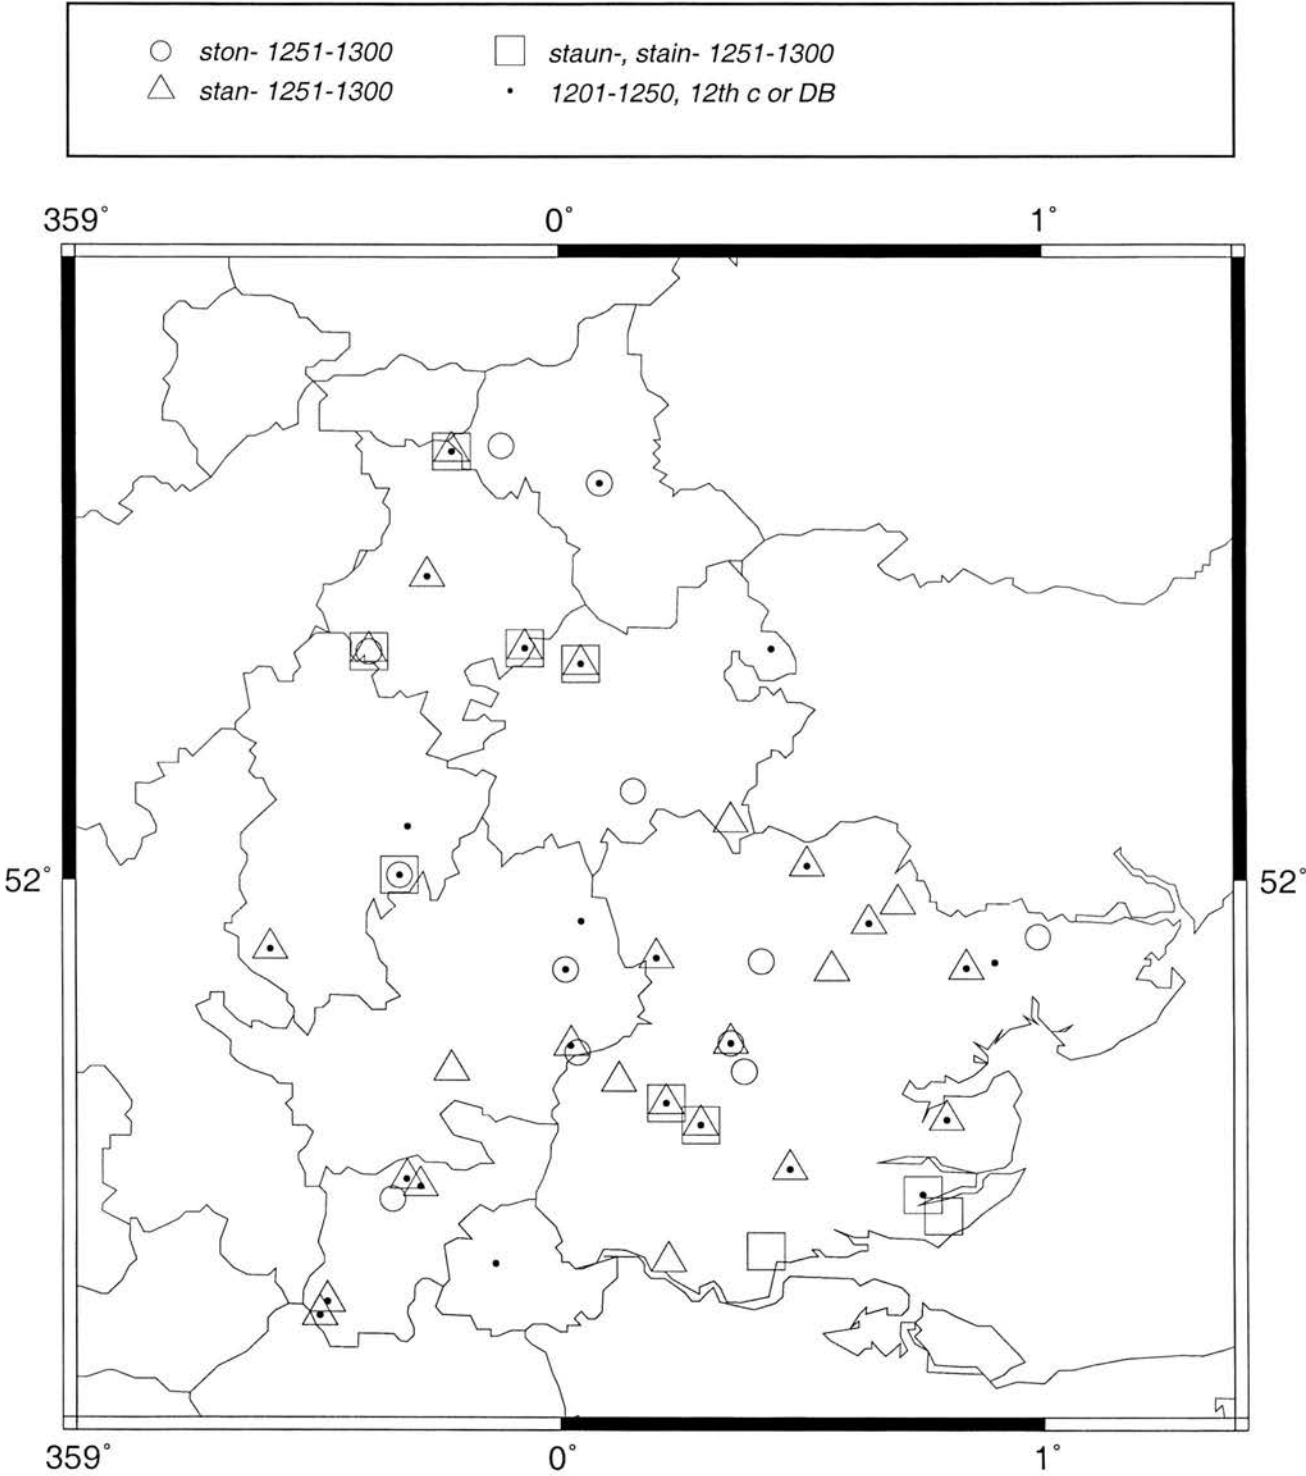 ston- 1251-1300
staun-, stain- 1251-1300
stan- 1251-1300
1201-1250, 12th c or DB
359° 0° 1°
52° 52°
359° 0° 1°